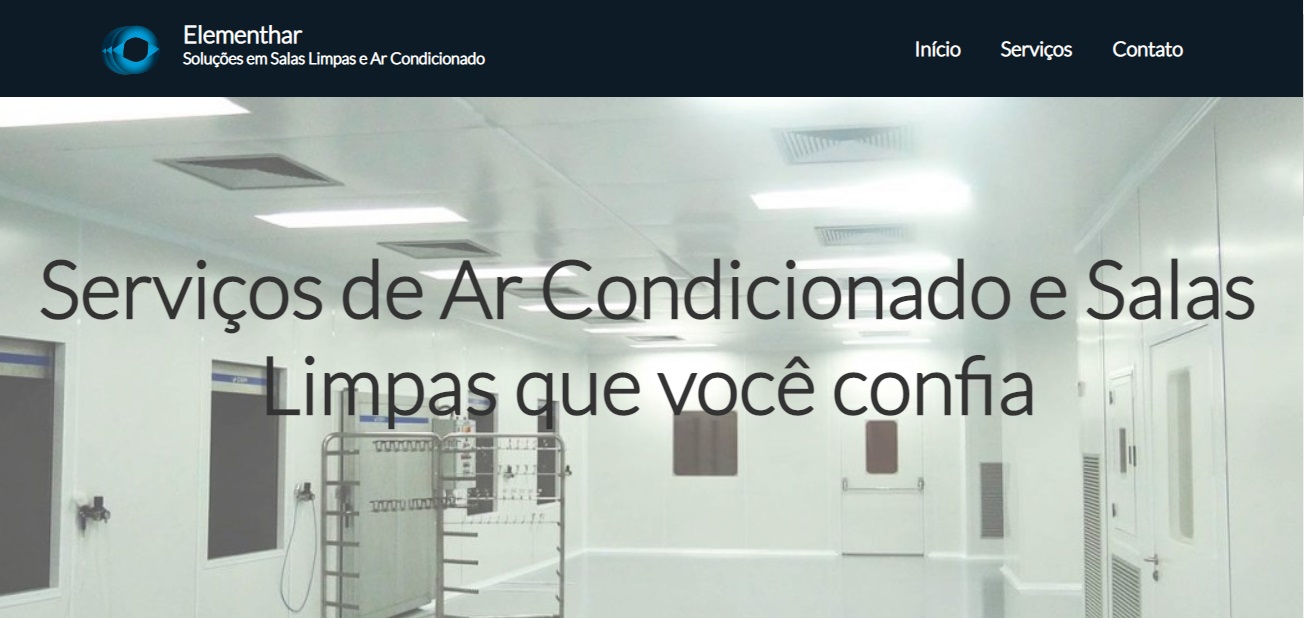 Elementhar
Soluções em Salas Limpas e Ar Condicionado
Início
Serviços
Contato
Serviços de Ar Condicionado e Salas
Limpas que você confia